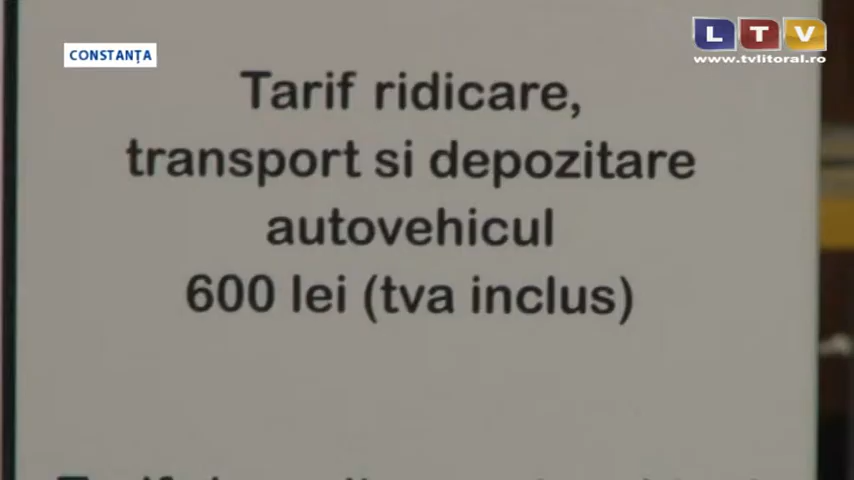 CONSTANȚA
LTV
www.tvlitoral.ro
Tarif ridicare,
transport si depozitare
autovehicul
600 lei (tva inclus)